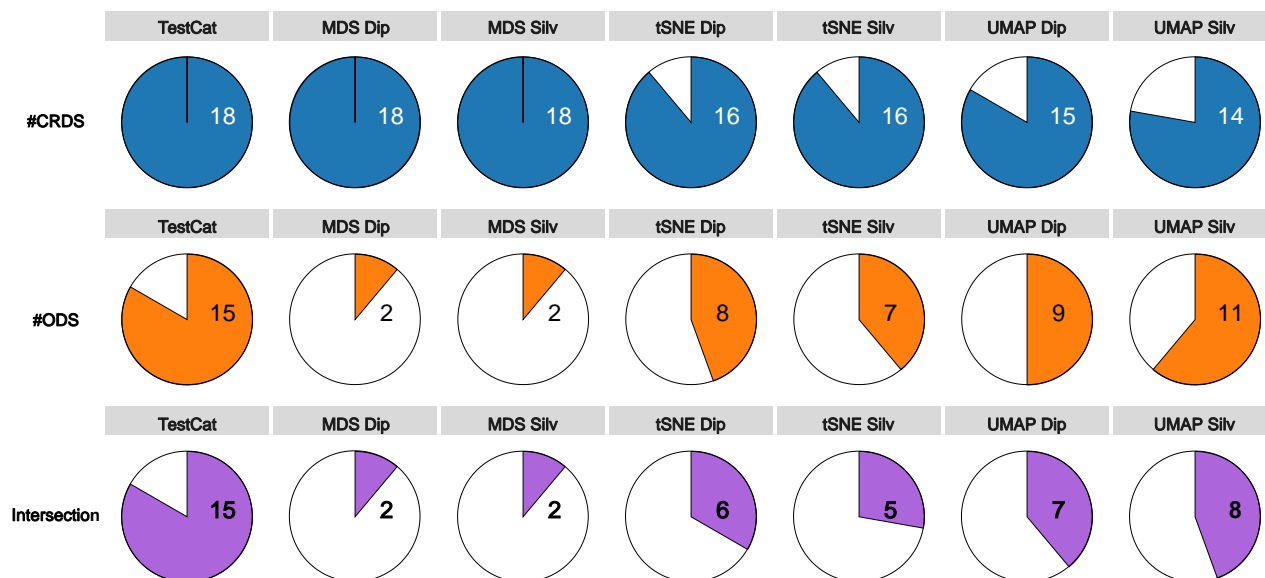 TestCat MDS Dip MDS Silv tSNE Dip tSNE Silv UMAP Dip UMAP Silv
#CRDS 18 18 18 16 16 15 14
TestCat MDS Dip MDS Silv tSNE Dip tSNE Silv UMAP Dip UMAP Silv
#ODS 15 2 2 8 7 9 11
TestCat MDS Dip MDS Silv tSNE Dip tSNE Silv UMAP Dip UMAP Silv
Intersection 15 2 2 6 5 7 8